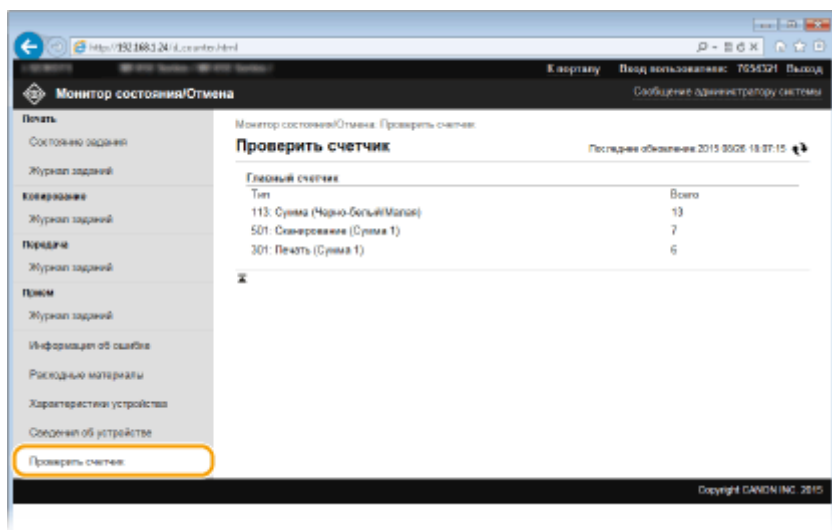 http://192.168.1.24/d_counter.html
К порталу Вход пользователя: 7654321 Выход
Монитор состояния/Отмена
Сообщение администратору системы
Печать
Состояние задания
Журнал заданий
Копирование
Журнал заданий
Передача
Журнал заданий
Прием
Журнал заданий
Информация об ошибке
Расходные материалы
Характеристики устройства
Сведения об устройстве
Проверить счетчик
Монитор состояния/Отмена: Проверить счетчик
Проверить счетчик
Последнее обновление: 2015 06/26 18:07:15
Главный счетчик
Тип Всего
113: Сумма (Черно-белый/Малая) 13
501: Сканирование (Сумма 1) 7
301: Печать (Сумма 1) 6
Copyright CANON INC. 2015